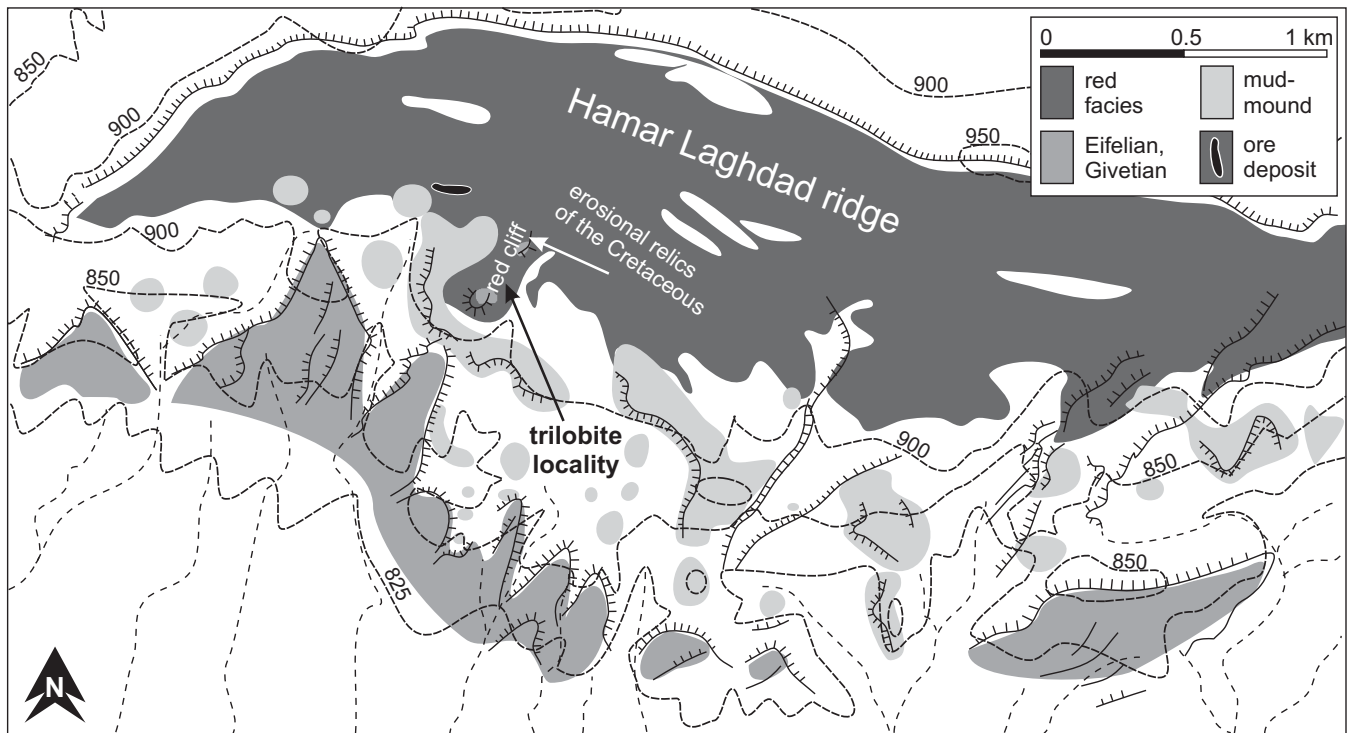 850
900
900
950
0 0.5 1 km
red
facies
mud-
mound
Eifelian,
Givetian
ore
deposit
Hamar Laghdad ridge
erosional relics
of the Cretaceous
red cliff
900
850
trilobite
locality
900
850
850
825
N